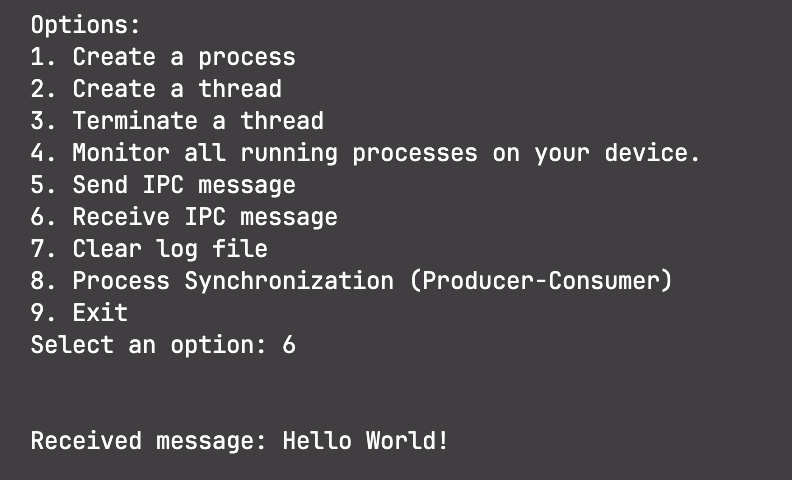 Options:
1. Create a process
2. Create a thread
3. Terminate a thread
4. Monitor all running processes on your device.
5. Send IPC message
6. Receive IPC message
7. Clear log file
8. Process Synchronization (Producer-Consumer)
9. Exit
Select an option: 6
Received message: Hello World!